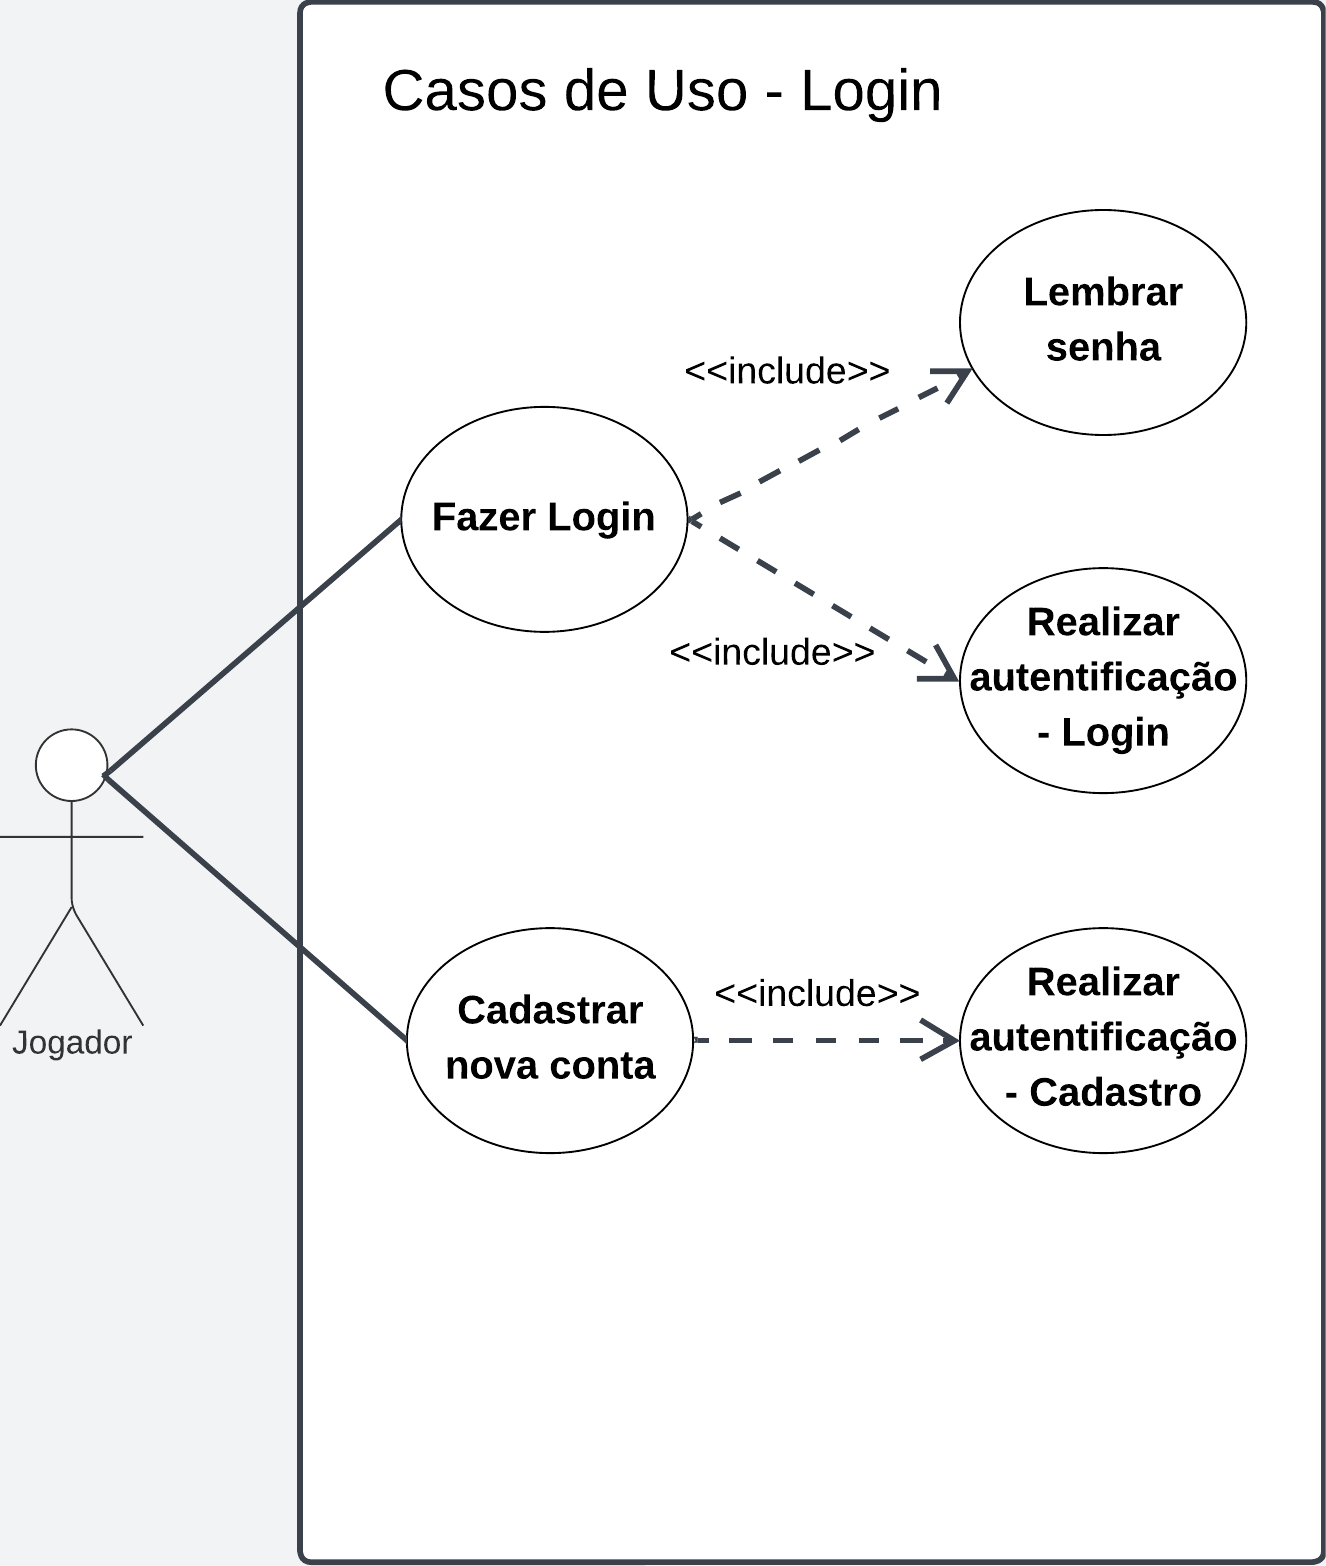 Casos de Uso - Login
Lembrar
senha
<<include>>
Fazer Login
Realizar
autentificação
- Login
<<include>>
Jogador
Cadastrar
nova conta
<<include>>
Realizar
autentificação
- Cadastro